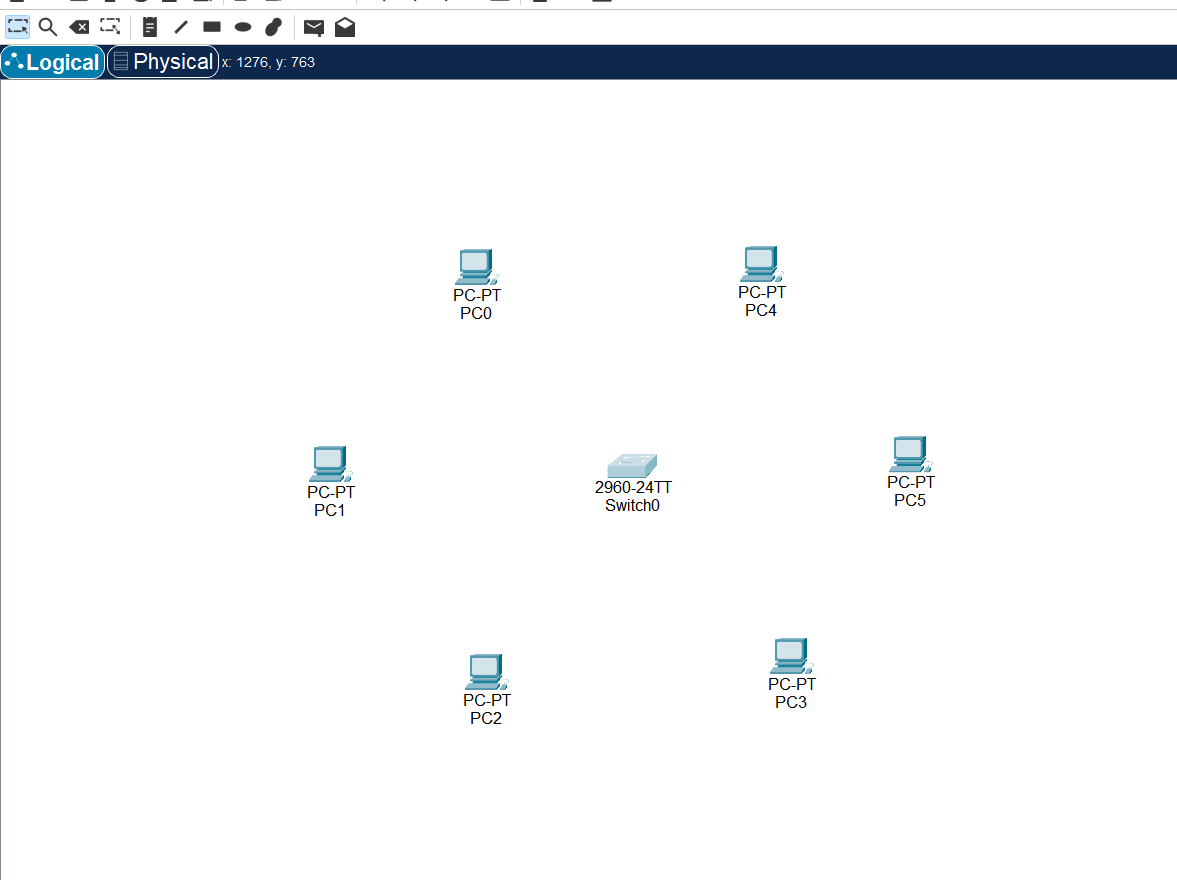 Logical Physical x: 1276, y: 763
PC-PT
PC0
PC-PT
PC4
PC-PT
PC1
2960-24TT
Switch0
PC-PT
PC5
PC-PT
PC2
PC-PT
PC3